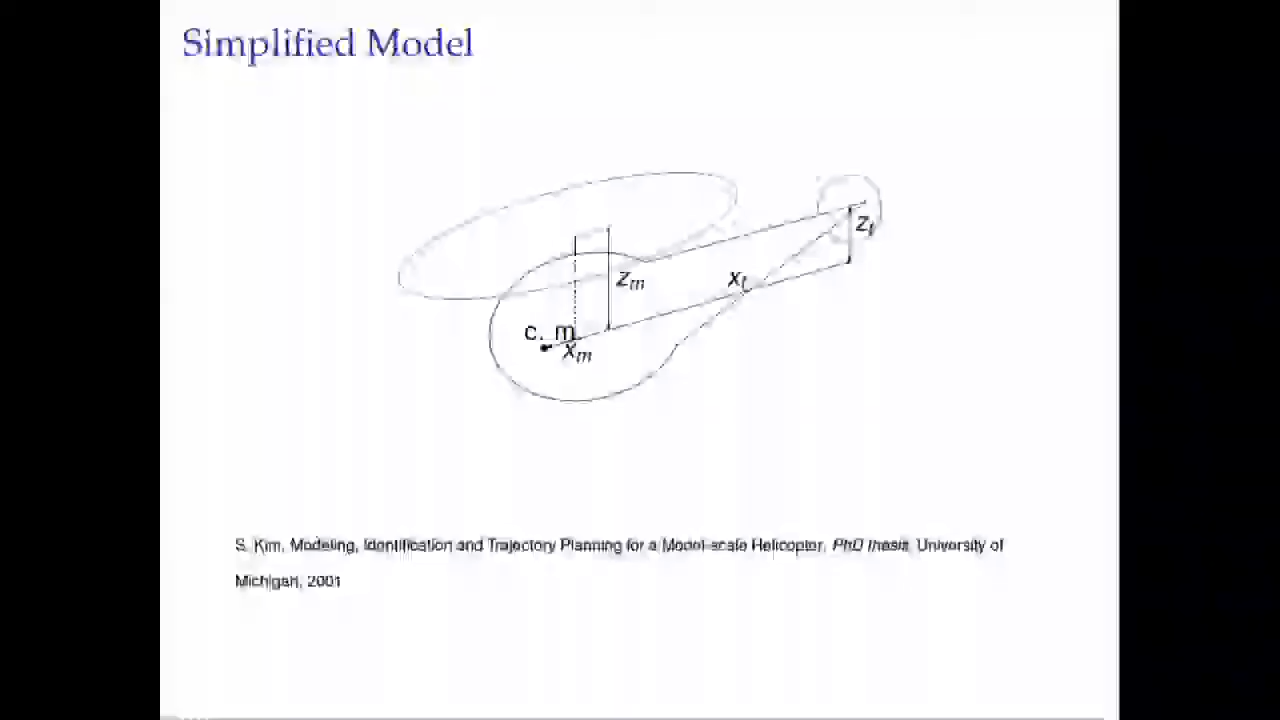 Simplified Model
z_t
z_m
x_t
c. m.
x_m
S. Kim, Modeling, Identification and Trajectory Planning for a Model-scale Helicopter, PhD thesis, University of
Michigan, 2001